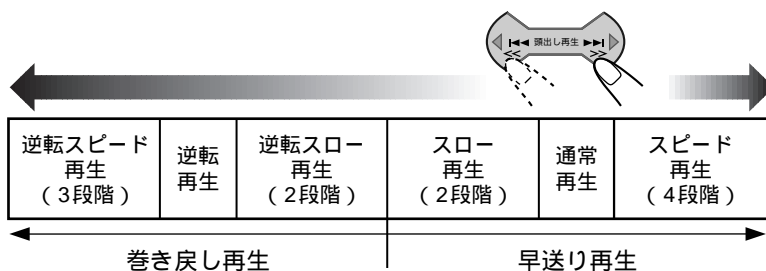 頭出し再生
逆転スピード
再生
(3段階)
逆転
再生
逆転スロー
再生
(2段階)
スロー
再生
(2段階)
通常
再生
スピード
再生
(4段階)
巻き戻し再生
早送り再生